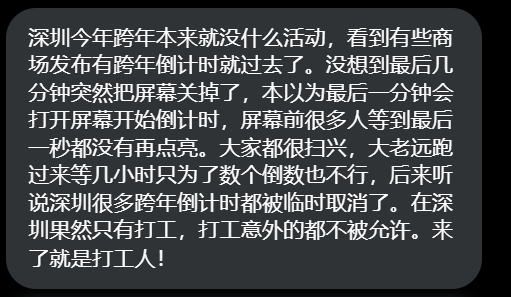 深圳今年跨年本来就没什么活动，看到有些商
场发布有跨年倒计时就过去了。没想到最后几
分钟突然把屏幕关掉了，本以为最后一分钟会
打开屏幕开始倒计时，屏幕前很多人等到最后
一秒都没有再点亮。大家都很扫兴，大老远跑
过来等几小时只为了数个倒数也不行，后来听
说深圳很多跨年倒计时都被临时取消了。在深
圳果然只有打工，打工意外的都不被允许。来
了就是打工人！